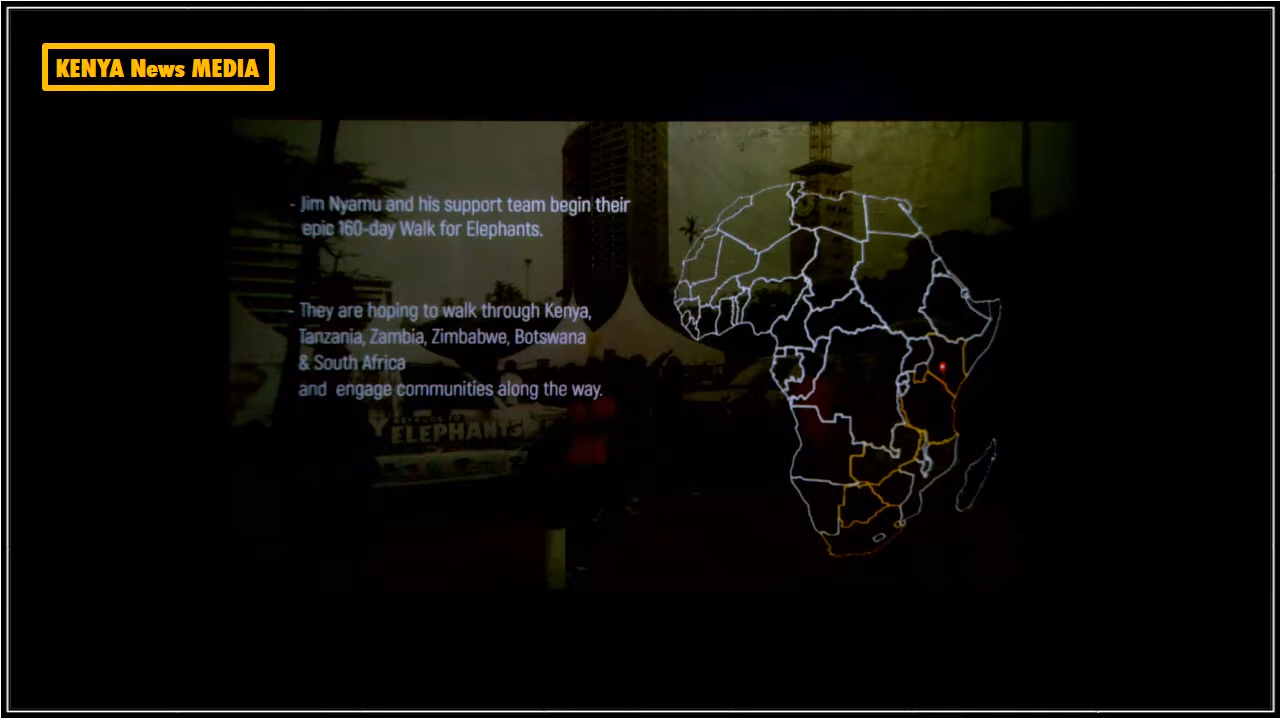 KENYA News MEDIA
- Jim Nyamu and his support team begin their
epic 160-day Walk for Elephants.
- They are hoping to walk through Kenya,
Tanzania, Zambia, Zimbabwe, Botswana
& South Africa
and engage communities along the way.
ELEPHANTS